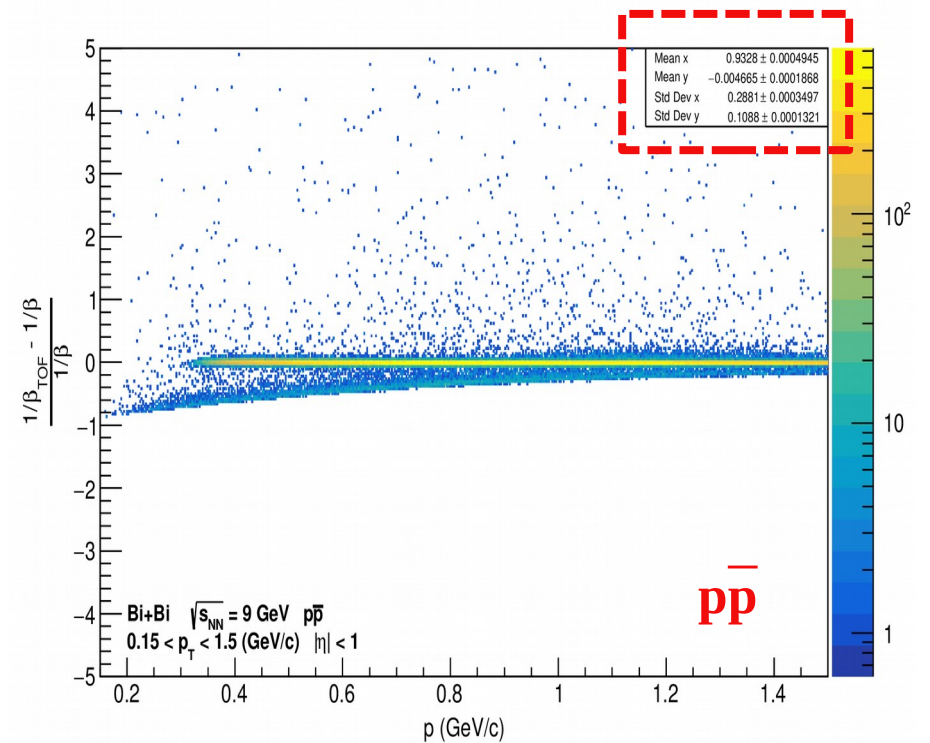 Mean x 0.9328 ± 0.0004945
Mean y −0.004665 ± 0.0001868
Std Dev x 0.2881 ± 0.0003497
Std Dev y 0.1088 ± 0.0001321
5
4
3
2
1
0
−1
−2
−3
−4
−5
1/β_TOF - 1/β
1/β
10²
10
1
pp̅
Bi+Bi √s_NN = 9 GeV pp̅
0.15 < p_T < 1.5 (GeV/c) |η| < 1
0.2 0.4 0.6 0.8 1 1.2 1.4
p (GeV/c)